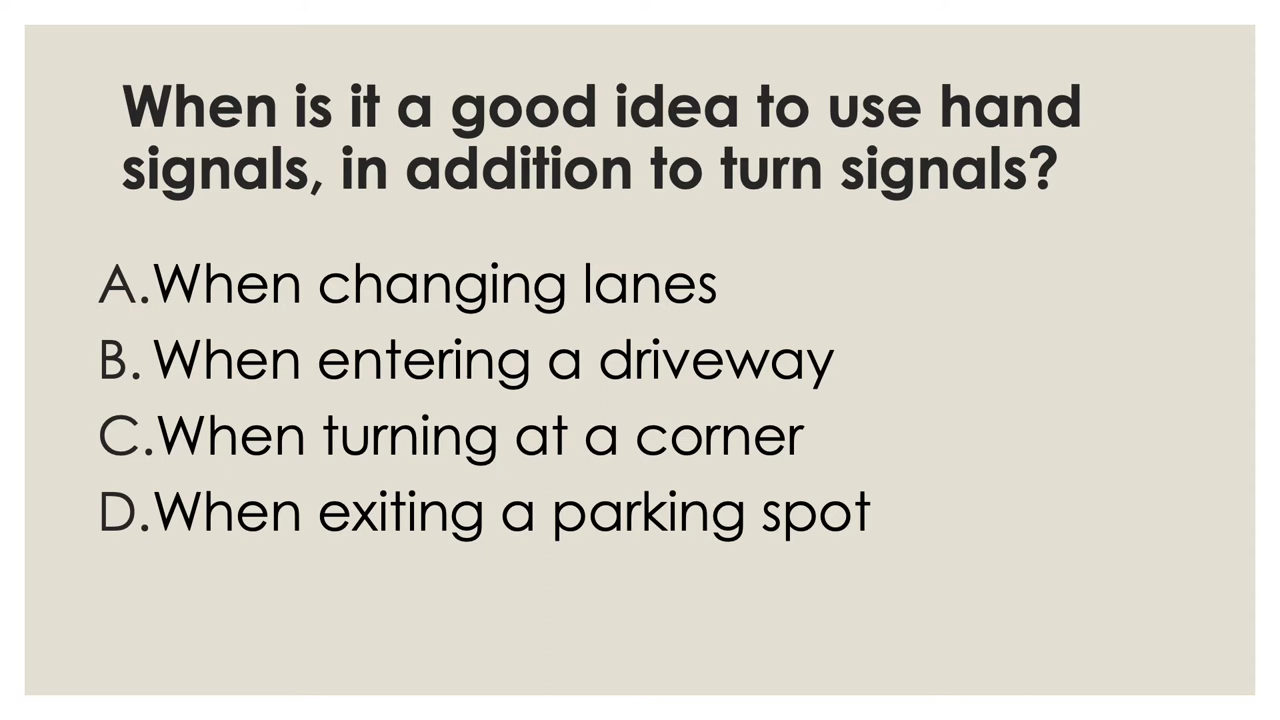 When is it a good idea to use hand
signals, in addition to turn signals?
A.When changing lanes
B. When entering a driveway
C.When turning at a corner
D.When exiting a parking spot